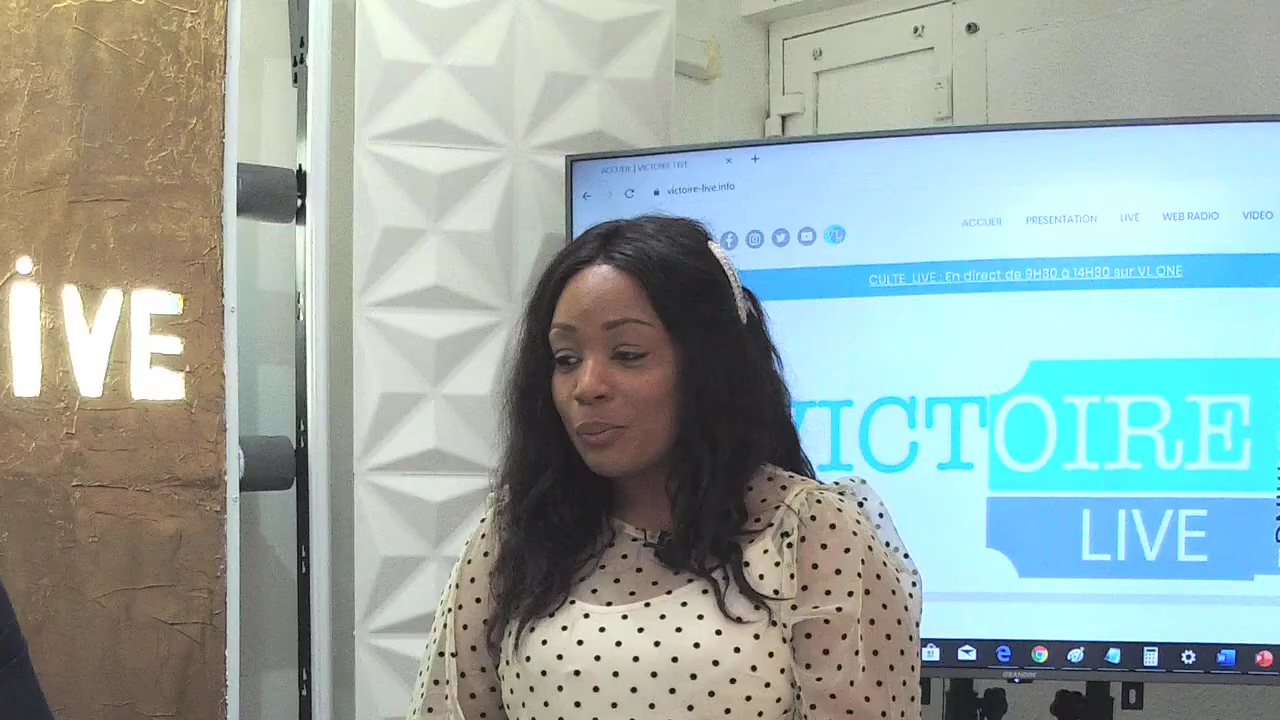 iVE
ACCUEIL | VICTOIRE LIVE
victoire-live.info
ACCUEIL PRESENTATION LIVE WEB RADIO VIDEO
CULTE LIVE : En direct de 9H30 à 14H30 sur VL ONE
VICTOIRE
LIVE
GRANDIN